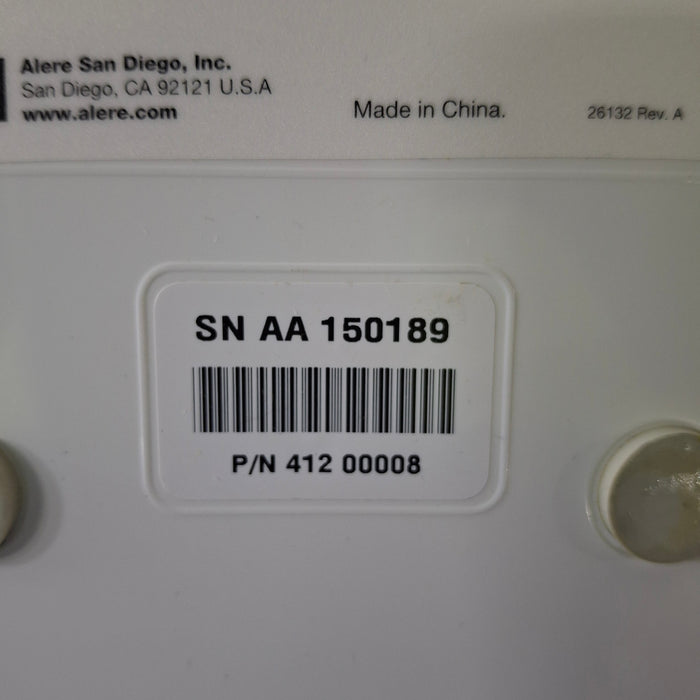 Alere San Diego, Inc.
San Diego, CA 92121 U.S.A
www.alere.com
Made in China.
26132 Rev. A
SN AA 150189
P/N 412 00008